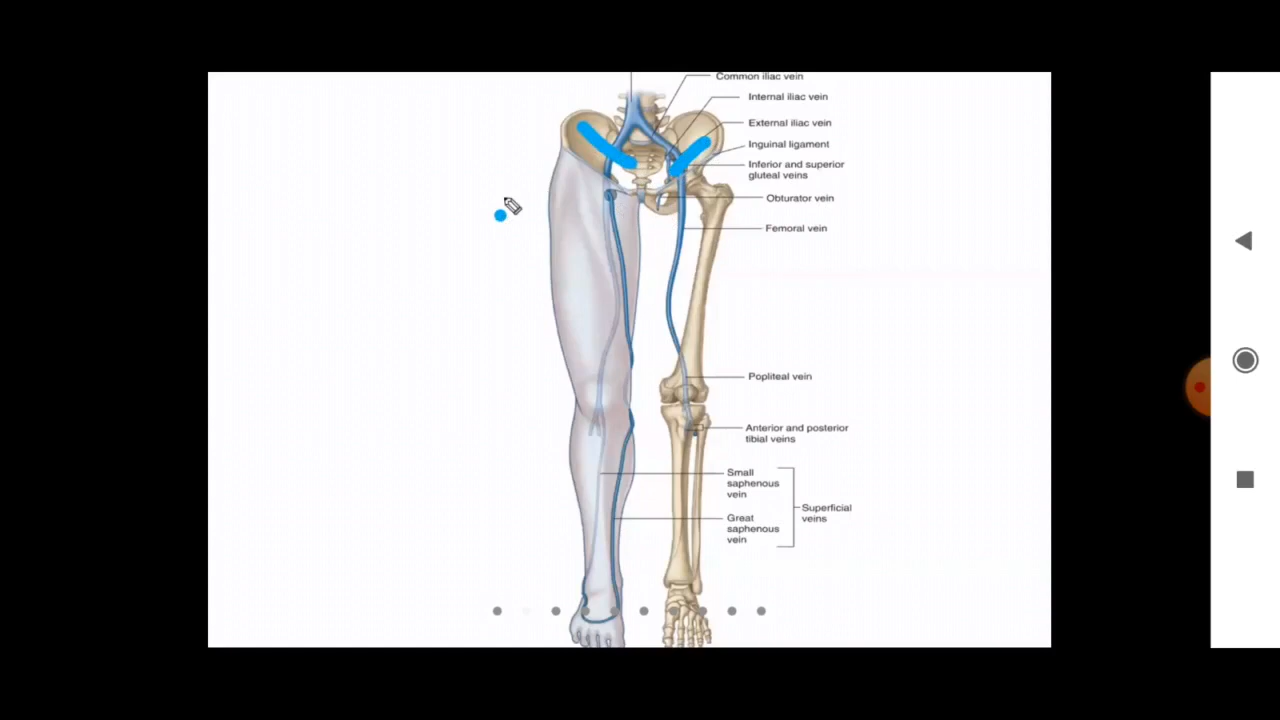 Common iliac vein
Internal iliac vein
External iliac vein
Inguinal ligament
Inferior and superior
gluteal veins
Obturator vein
Femoral vein
Popliteal vein
Anterior and posterior
tibial veins
Small
saphenous
vein
Superficial
veins
Great
saphenous
vein